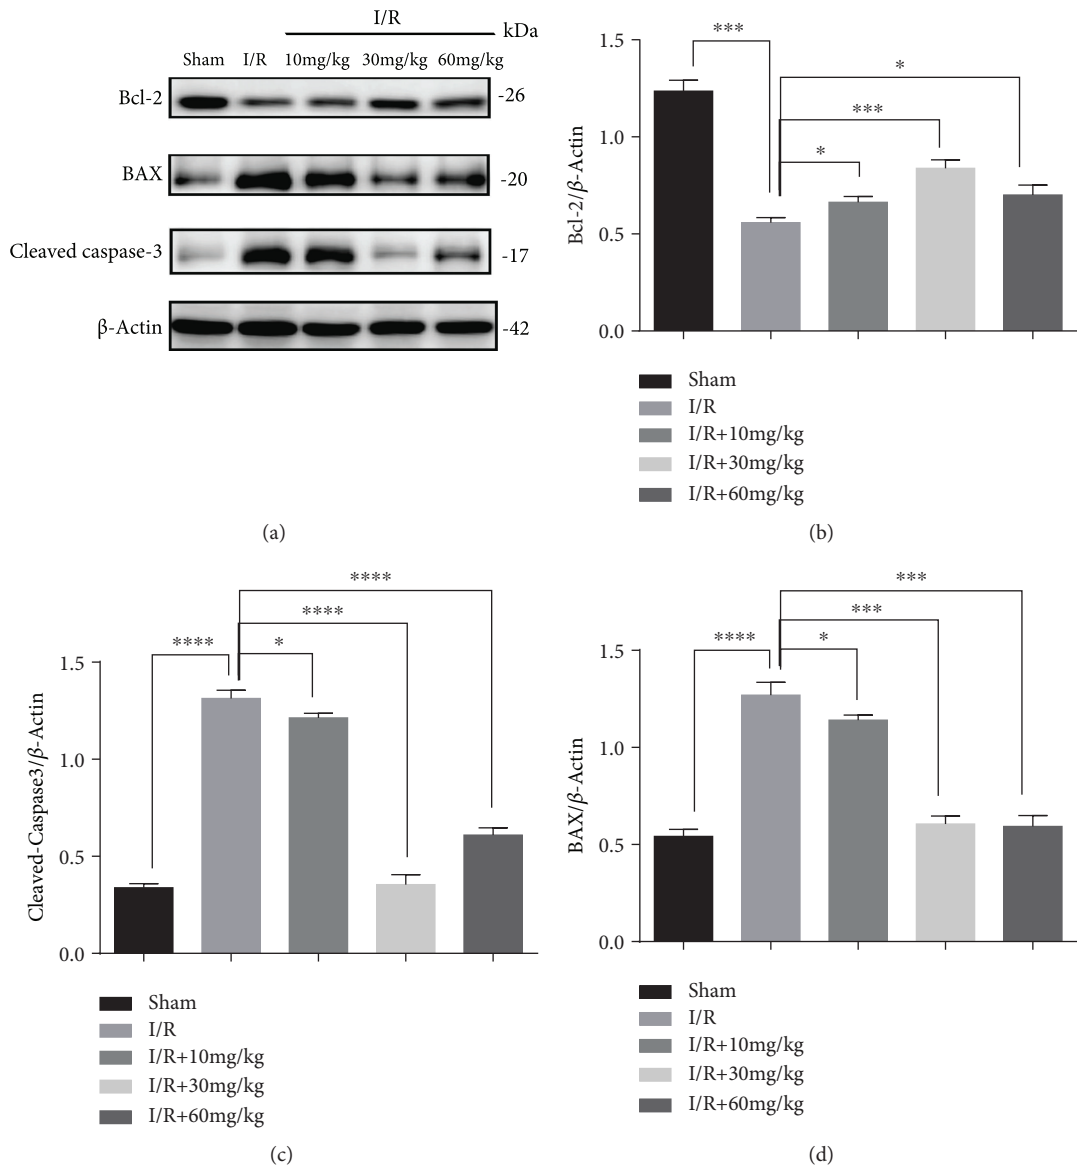 I/R
kDa
Sham I/R 10mg/kg 30mg/kg 60mg/kg
Bcl-2 -26
BAX -20
Cleaved caspase-3 -17
β-Actin -42
(a)
***
*
***
*
1.5
1.0
0.5
0.0
Bcl-2/β-Actin
Sham
I/R
I/R+10mg/kg
I/R+30mg/kg
I/R+60mg/kg
(b)
****
****
**** *
1.5
1.0
0.5
0.0
Cleaved-Caspase3/β-Actin
Sham
I/R
I/R+10mg/kg
I/R+30mg/kg
I/R+60mg/kg
(c)
***
***
**** *
1.5
1.0
0.5
0.0
BAX/β-Actin
Sham
I/R
I/R+10mg/kg
I/R+30mg/kg
I/R+60mg/kg
(d)